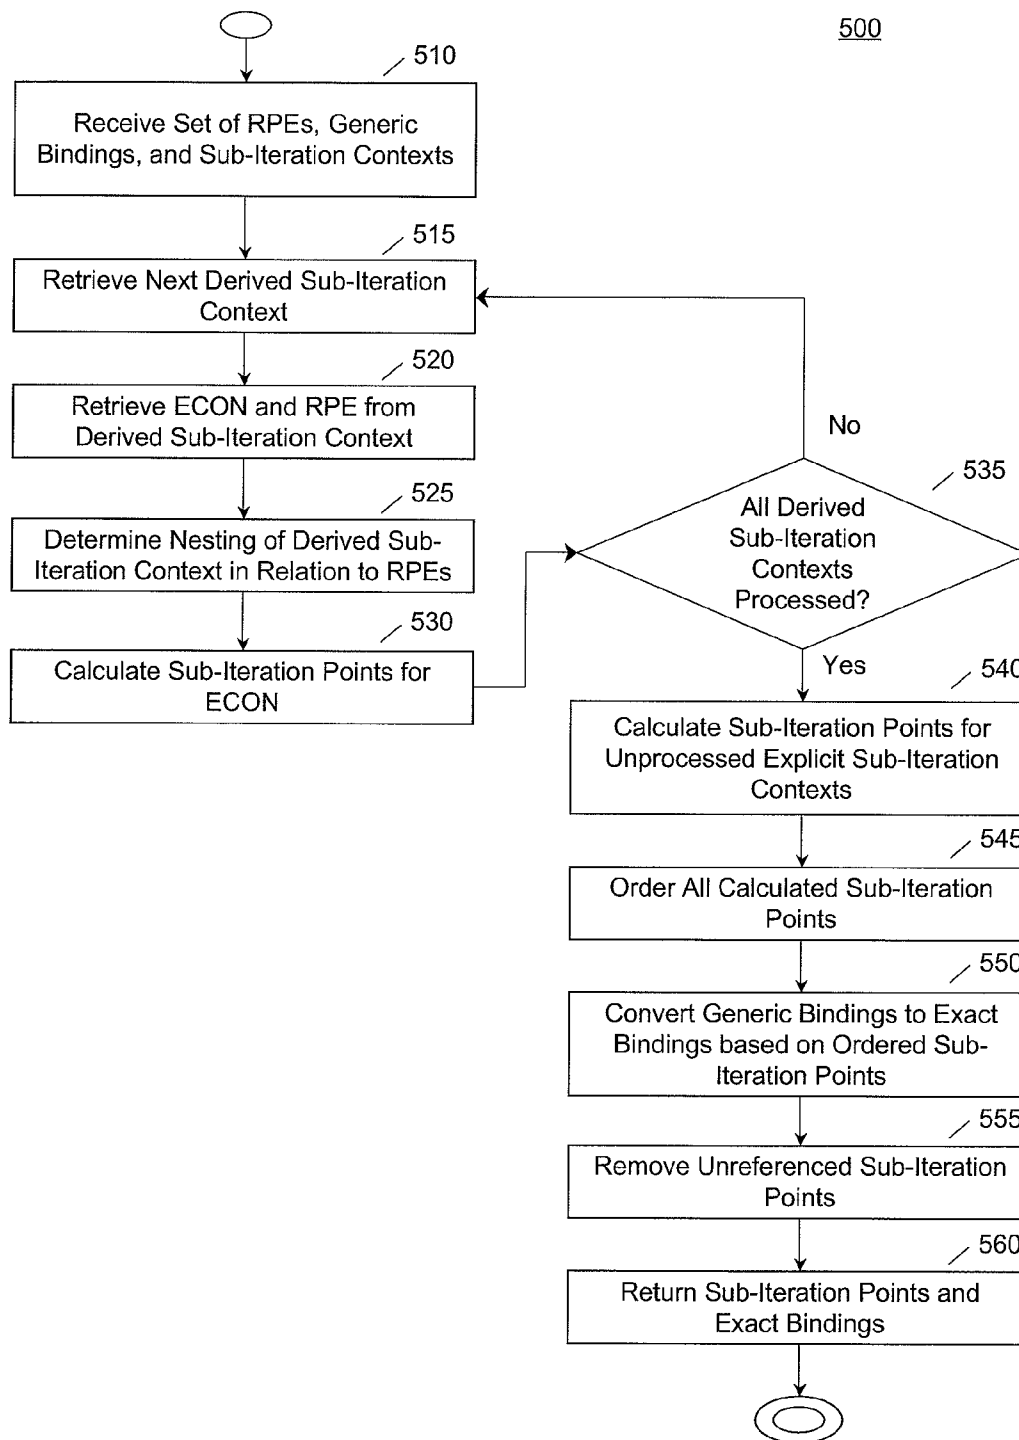 500
510
Receive Set of RPEs, Generic
Bindings, and Sub-Iteration Contexts
515
Retrieve Next Derived Sub-Iteration
Context
520
Retrieve ECON and RPE from
Derived Sub-Iteration Context
525
Determine Nesting of Derived Sub-
Iteration Context in Relation to RPEs
530
Calculate Sub-Iteration Points for
ECON
No
535
All Derived
Sub-Iteration
Contexts
Processed?
Yes
540
Calculate Sub-Iteration Points for
Unprocessed Explicit Sub-Iteration
Contexts
545
Order All Calculated Sub-Iteration
Points
550
Convert Generic Bindings to Exact
Bindings based on Ordered Sub-
Iteration Points
555
Remove Unreferenced Sub-Iteration
Points
560
Return Sub-Iteration Points and
Exact Bindings